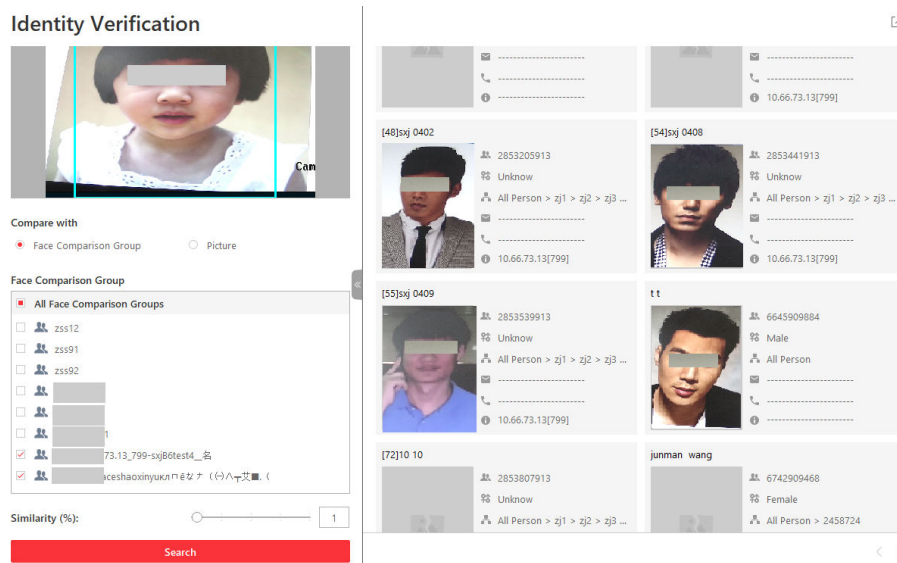 Identity Verification
Cam
Compare with
Face Comparison Group
Picture
Face Comparison Group
All Face Comparison Groups
zss12
zss91
zss92
1
73.13_799-sxjB6test4__名
Similarity (%):
1
Search
-----------------------
-----------------------
-----------------------
-----------------------
-----------------------
10.66.73.13[799]
[48]sxj 0402
2853205913
Unknow
All Person > zj1 > zj2 > zj3 ...
-----------------------
-----------------------
10.66.73.13[799]
[54]sxj 0408
2853441913
Unknow
All Person > zj1 > zj2 > zj3 ...
-----------------------
-----------------------
10.66.73.13[799]
[55]sxj 0409
2853539913
Unknow
All Person > zj1 > zj2 > zj3 ...
-----------------------
-----------------------
10.66.73.13[799]
t t
6645909884
Male
All Person
-----------------------
-----------------------
-----------------------
[72]10 10
2853807913
Unknow
All Person > zj1 > zj2 > zj3 ...
junman wang
6742909468
Female
All Person > 2458724